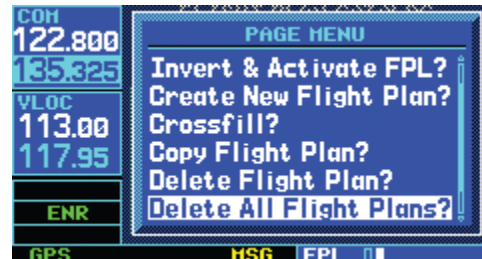 COM
122.800
135.325
VLOC
113.00
117.95
ENR
GPS
PAGE MENU
Invert & Activate FPL?
Create New Flight Plan?
Crossfill?
Copy Flight Plan?
Delete Flight Plan?
Delete All Flight Plans?
MSG
FPL